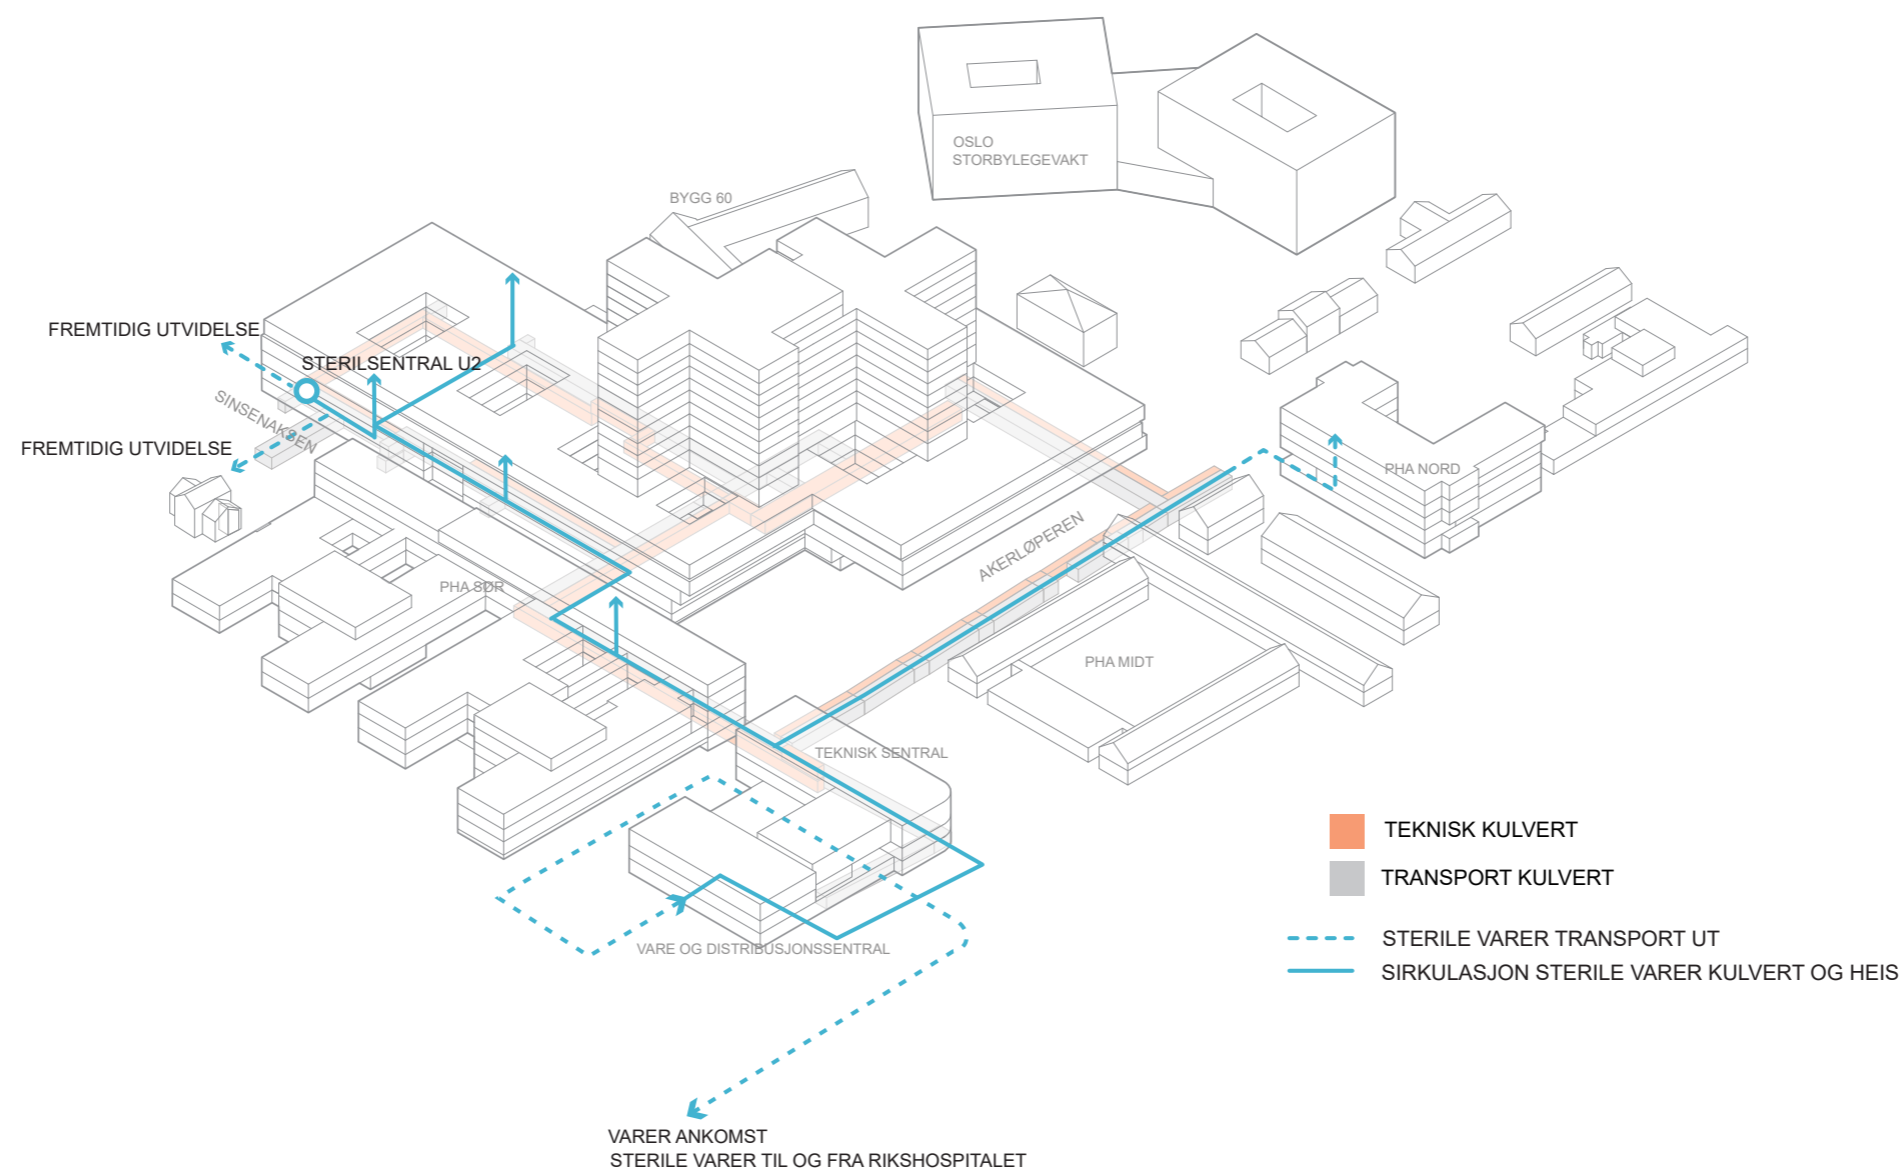 OSLO
STORBYLEGEVAKT
BYGG 60
FREMTIDIG UTVIDELSE
STERILSENTRAL U2
SINSENAKSEN
FREMTIDIG UTVIDELSE
PHA NORD
AKERLØPEREN
PHA SØR
PHA MIDT
TEKNISK SENTRAL
VARE OG DISTRIBUSJONSSENTRAL
TEKNISK KULVERT
TRANSPORT KULVERT
STERILE VARER TRANSPORT UT
SIRKULASJON STERILE VARER KULVERT OG HEIS
VARER ANKOMST
STERILE VARER TIL OG FRA RIKSHOSPITALET